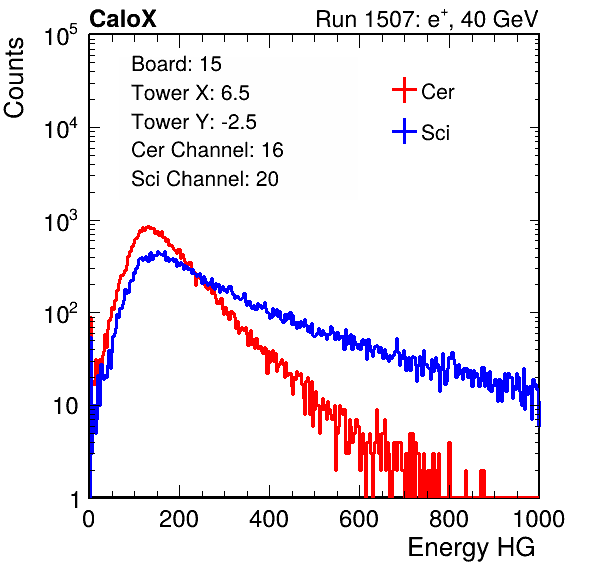 CaloX Run 1507: e⁺, 40 GeV
Counts
Board: 15
Tower X: 6.5
Tower Y: -2.5
Cer Channel: 16
Sci Channel: 20
Cer
Sci
10⁵
10⁴
10³
10²
10
1
0 200 400 600 800 1000
Energy HG